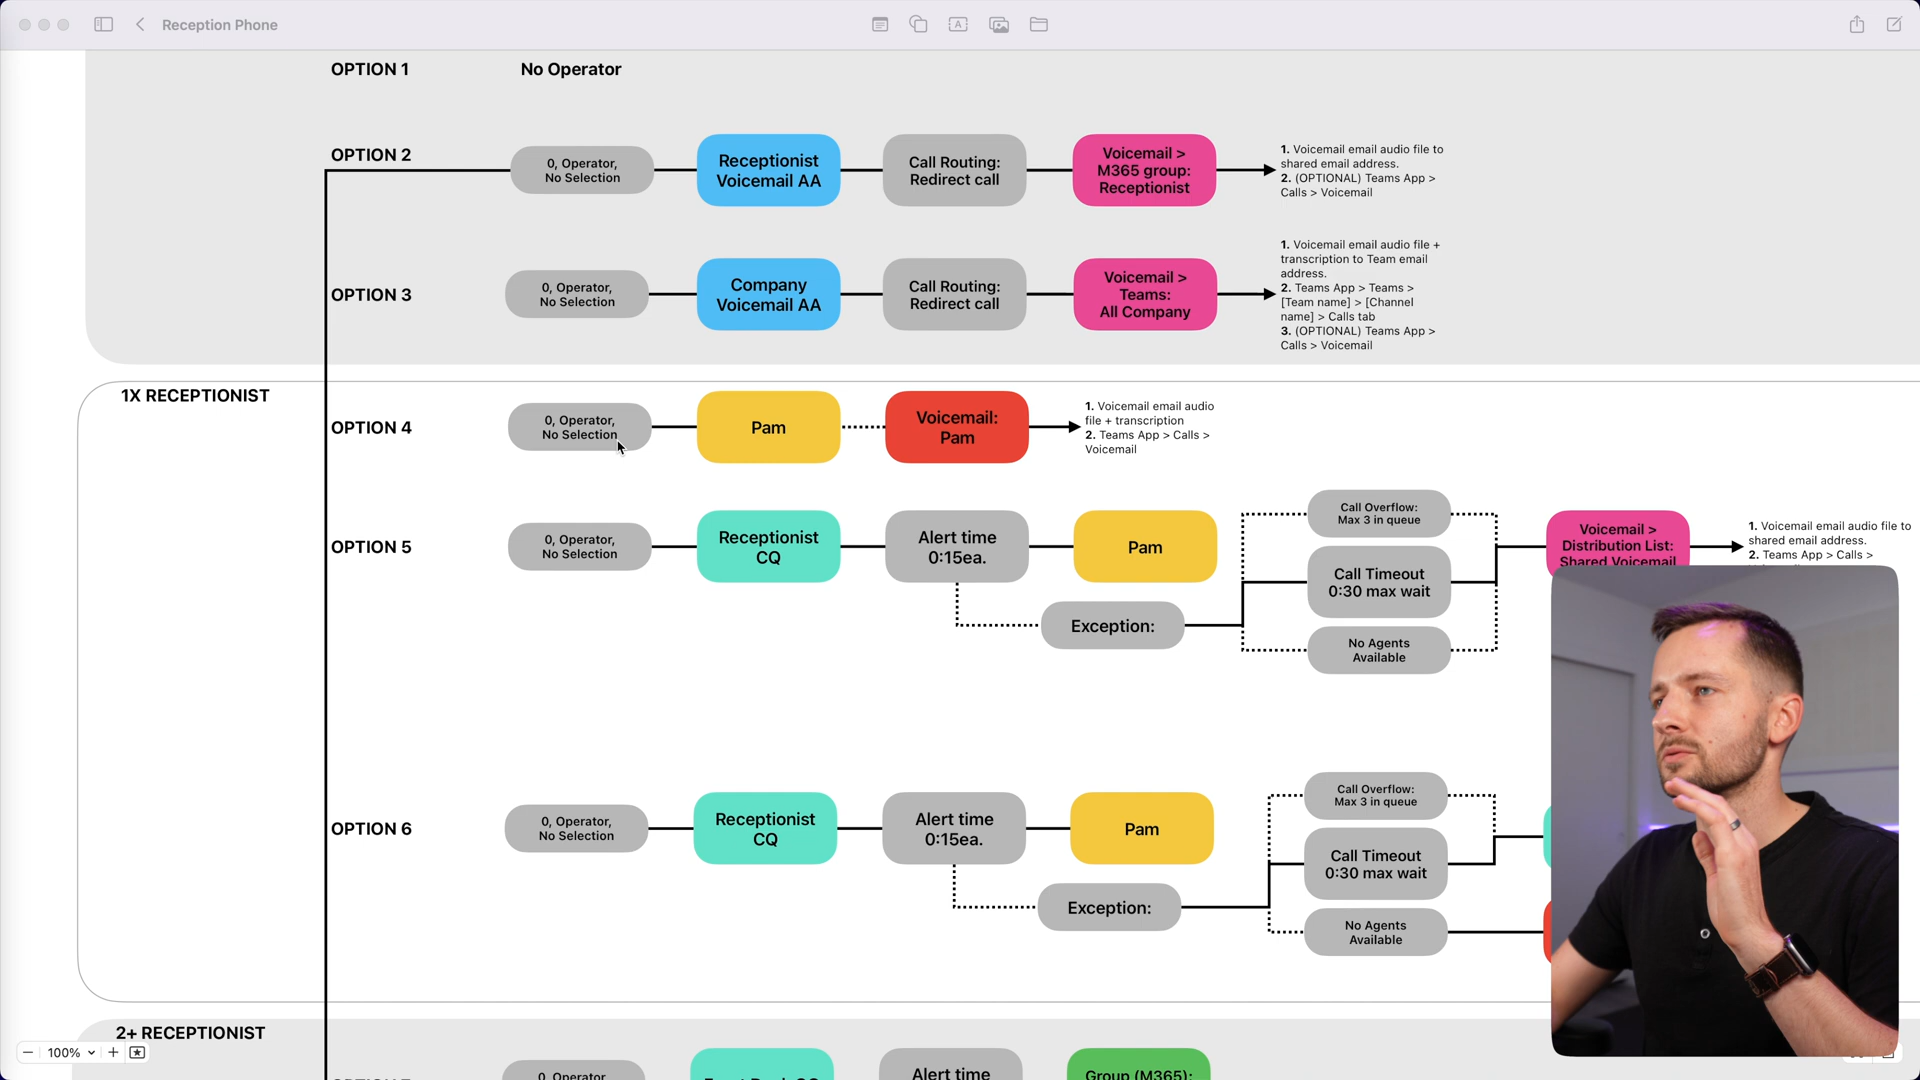 Reception Phone
OPTION 1
No Operator
OPTION 2
0, Operator,
No Selection
Receptionist
Voicemail AA
Call Routing:
Redirect call
Voicemail >
M365 group:
Receptionist
1. Voicemail email audio file to
shared email address.
2. (OPTIONAL) Teams App >
Calls > Voicemail
OPTION 3
0, Operator,
No Selection
Company
Voicemail AA
Call Routing:
Redirect call
Voicemail >
Teams:
All Company
1. Voicemail email audio file +
transcription to Team email
address.
2. Teams App > Teams >
[Team name] > [Channel
name] > Calls tab
3. (OPTIONAL) Teams App >
Calls > Voicemail
1X RECEPTIONIST
OPTION 4
0, Operator,
No Selection
Pam
Voicemail:
Pam
1. Voicemail email audio
file + transcription
2. Teams App > Calls >
Voicemail
OPTION 5
0, Operator,
No Selection
Receptionist
CQ
Alert time
0:15ea.
Pam
Exception:
Call Overflow:
Max 3 in queue
Call Timeout
0:30 max wait
No Agents
Available
Voicemail >
Distribution List:
Shared Voicemail
1. Voicemail email audio file to
shared email address.
2. Teams App > Calls >
OPTION 6
0, Operator,
No Selection
Receptionist
CQ
Alert time
0:15ea.
Pam
Exception:
Call Overflow:
Max 3 in queue
Call Timeout
0:30 max wait
No Agents
Available
2+ RECEPTIONIST
100%
0, Operator
Alert time
Group (M365):